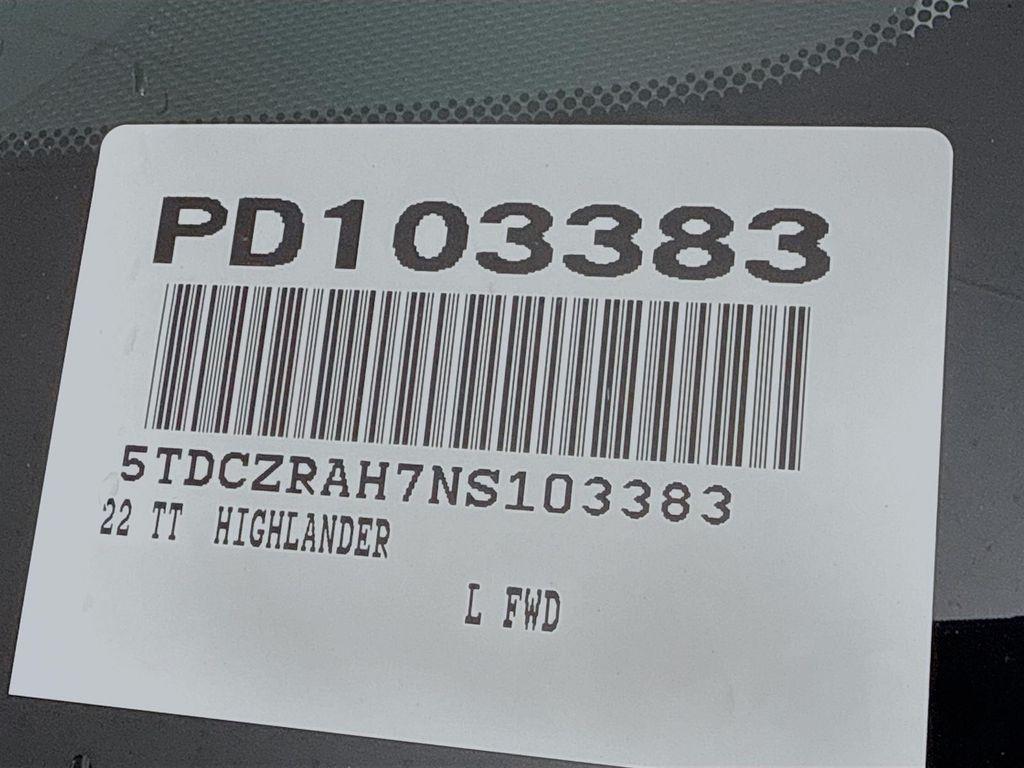 PD103383
5TDCZRAH7NS103383
22 TT HIGHLANDER
L FWD